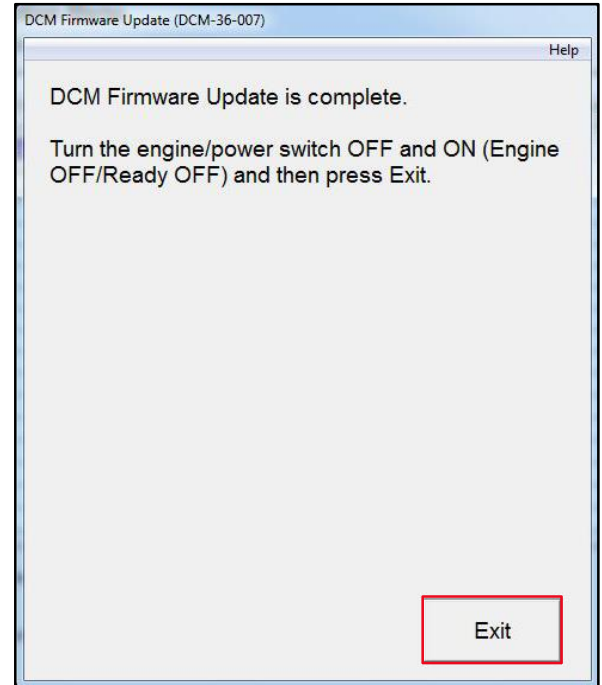 DCM Firmware Update (DCM-36-007)
Help
DCM Firmware Update is complete.
Turn the engine/power switch OFF and ON (Engine
OFF/Ready OFF) and then press Exit.
Exit